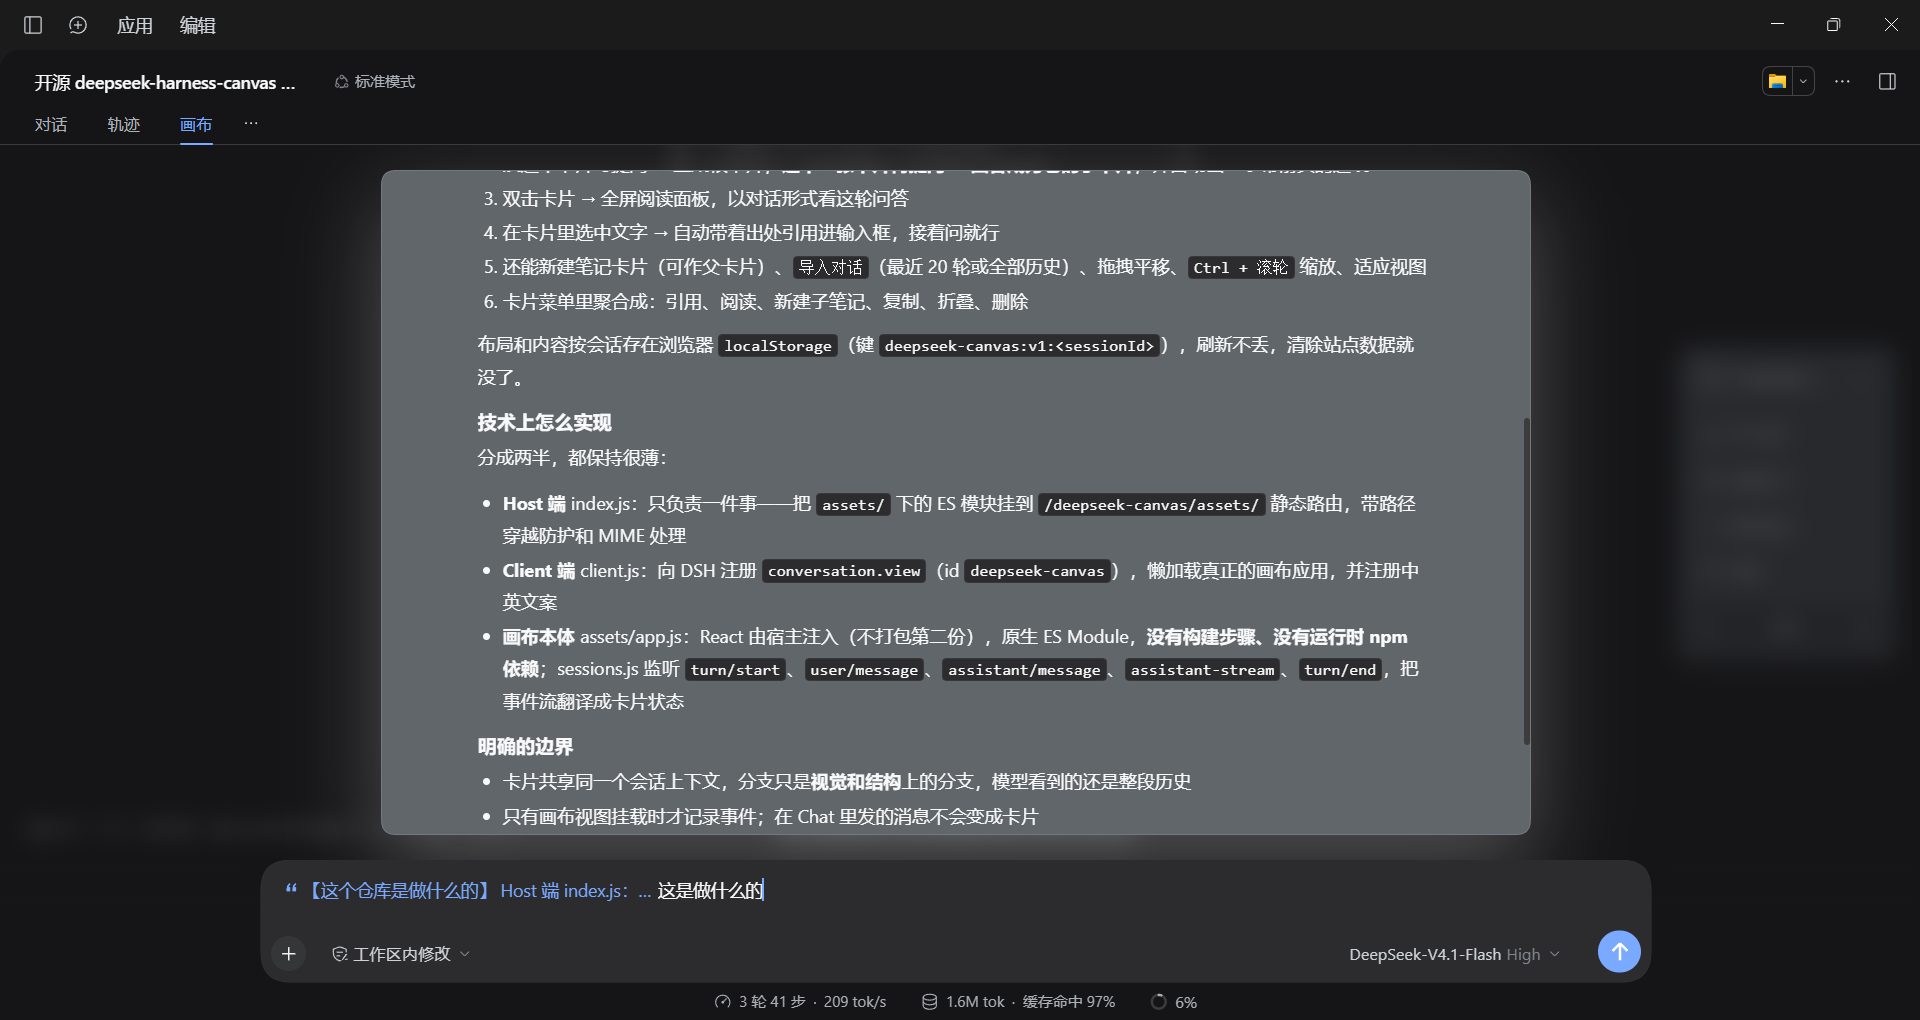 应用 编辑
开源 deepseek-harness-canvas ... 标准模式
对话 轨迹 画布 ...
3. 双击卡片 → 全屏阅读面板，以对话形式看这轮问答
4. 在卡片里选中文字 → 自动带着出处引用进输入框，接着问就行
5. 还能新建笔记卡片（可作父卡片）、导入对话（最近 20 轮或全部历史）、拖拽平移、Ctrl + 滚轮 缩放、适应视图
6. 卡片菜单里聚合成：引用、阅读、新建子笔记、复制、折叠、删除
布局和内容按会话存在浏览器 localStorage（键 deepseek-canvas:v1:<sessionId>），刷新不丢，清除站点数据就
没了。
技术上怎么实现
分成两半，都保持很薄：
• Host 端 index.js：只负责一件事——把 assets/ 下的 ES 模块挂到 /deepseek-canvas/assets/ 静态路由，带路径
穿越防护和 MIME 处理
• Client 端 client.js：向 DSH 注册 conversation.view（id deepseek-canvas），懒加载真正的画布应用，并注册中
英文案
• 画布本体 assets/app.js：React 由宿主注入（不打包第二份），原生 ES Module，没有构建步骤、没有运行时 npm
依赖；sessions.js 监听 turn/start、user/message、assistant/message、assistant-stream、turn/end，把
事件流翻译成卡片状态
明确的边界
• 卡片共享同一个会话上下文，分支只是视觉和结构上的分支，模型看到的还是整段历史
• 只有画布视图挂载时才记录事件；在 Chat 里发的消息不会变成卡片
“【这个仓库是做什么的】Host 端 index.js：... 这是做什么的
工作区内修改 DeepSeek-V4.1-Flash High
3 轮 41 步 · 209 tok/s 1.6M tok · 缓存命中 97% 6%